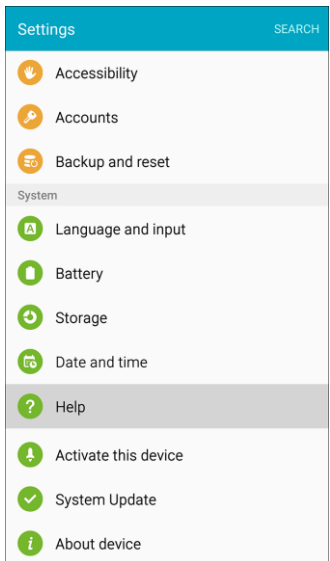 Settings
SEARCH
Accessibility
Accounts
Backup and reset
System
A
Language and input
Battery
Storage
Date and time
?
Help
Activate this device
System Update
i
About device